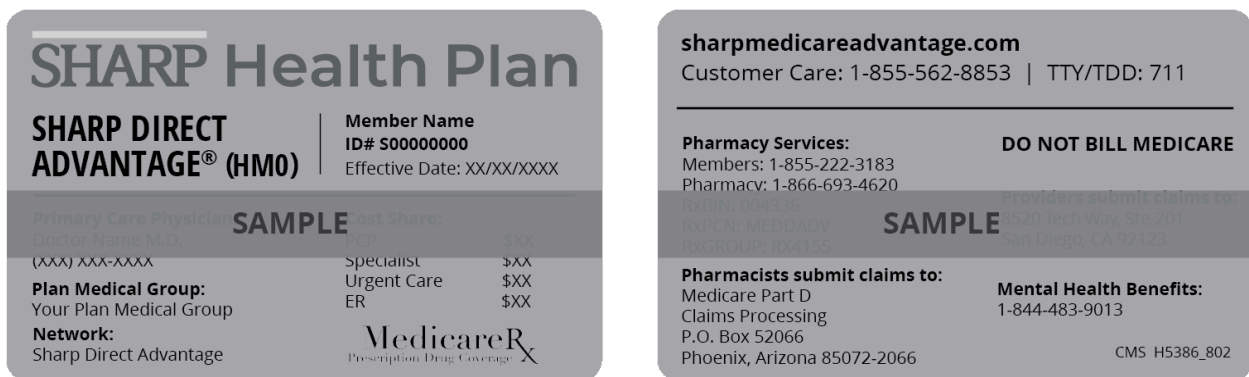 SHARP Health Plan
SHARP DIRECT
ADVANTAGE® (HMO)
Member Name
ID# S00000000
Effective Date: XX/XX/XXXX
Primary Care Physician
Doctor Name M.D.
(XXX) XXX-XXXX
Plan Medical Group:
Your Plan Medical Group
Network:
Sharp Direct Advantage
Cost Share:
PCP $XX
Specialist $XX
Urgent Care $XX
ER $XX
MedicareRx
Prescription Drug Coverage
SAMPLE
sharpmedicareadvantage.com
Customer Care: 1-855-562-8853 | TTY/TDD: 711
Pharmacy Services:
Members: 1-855-222-3183
Pharmacy: 1-866-693-4620
RxBIN: 004336
RxPCN: MEDDADV
RxGROUP: RX4155
Pharmacists submit claims to:
Medicare Part D
Claims Processing
P.O. Box 52066
Phoenix, Arizona 85072-2066
DO NOT BILL MEDICARE
Providers submit claims to:
8520 Tech Way, Ste 201
San Diego, CA 92123
Mental Health Benefits:
1-844-483-9013
CMS H5386_802
SAMPLE